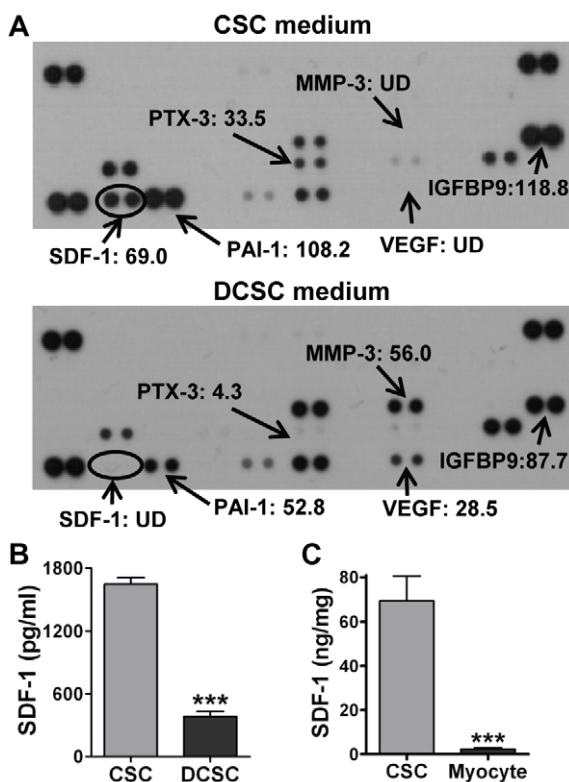 A
CSC medium
MMP-3: UD
PTX-3: 33.5
IGFBP9:118.8
VEGF: UD
PAI-1: 108.2
SDF-1: 69.0
DCSC medium
MMP-3: 56.0
PTX-3: 4.3
IGFBP9:87.7
PAI-1: 52.8
VEGF: 28.5
SDF-1: UD
B
SDF-1 (pg/ml)
1800
1200
600
0
***
CSC
DCSC
C
SDF-1 (ng/mg)
80
60
40
20
0
***
CSC
Myocyte